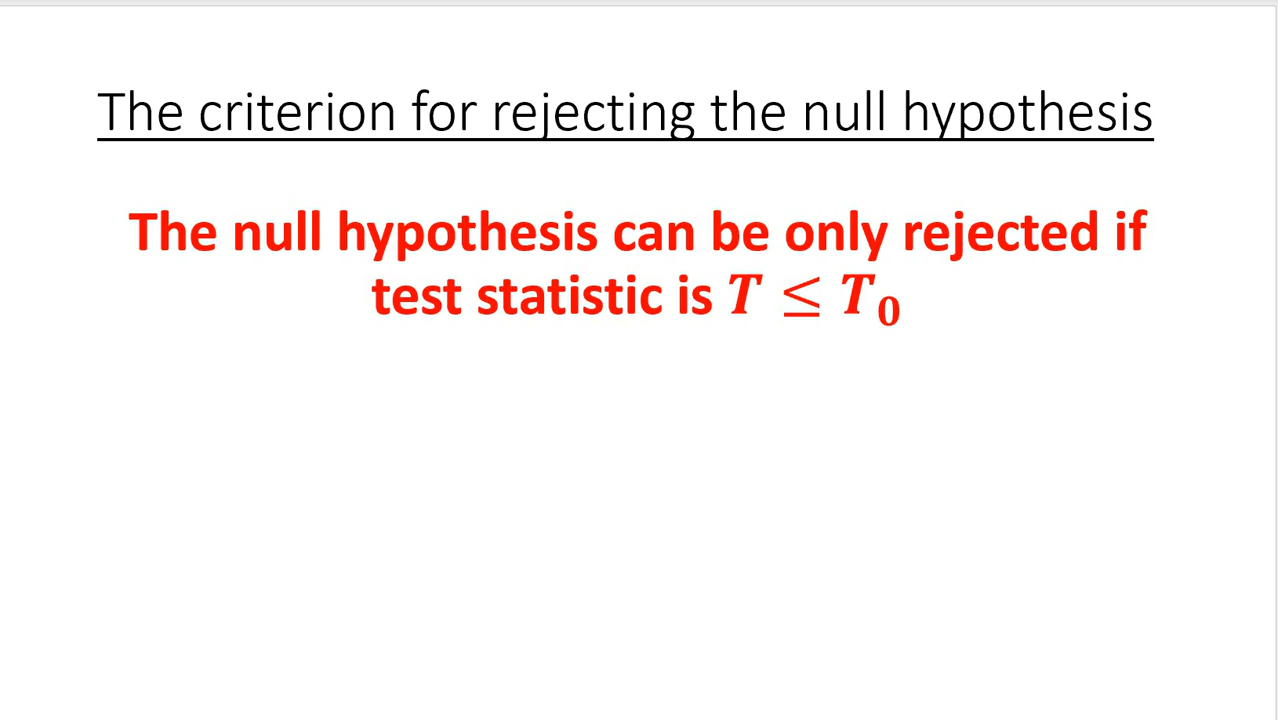 The criterion for rejecting the null hypothesis
The null hypothesis can be only rejected if
test statistic is T ≤ T₀